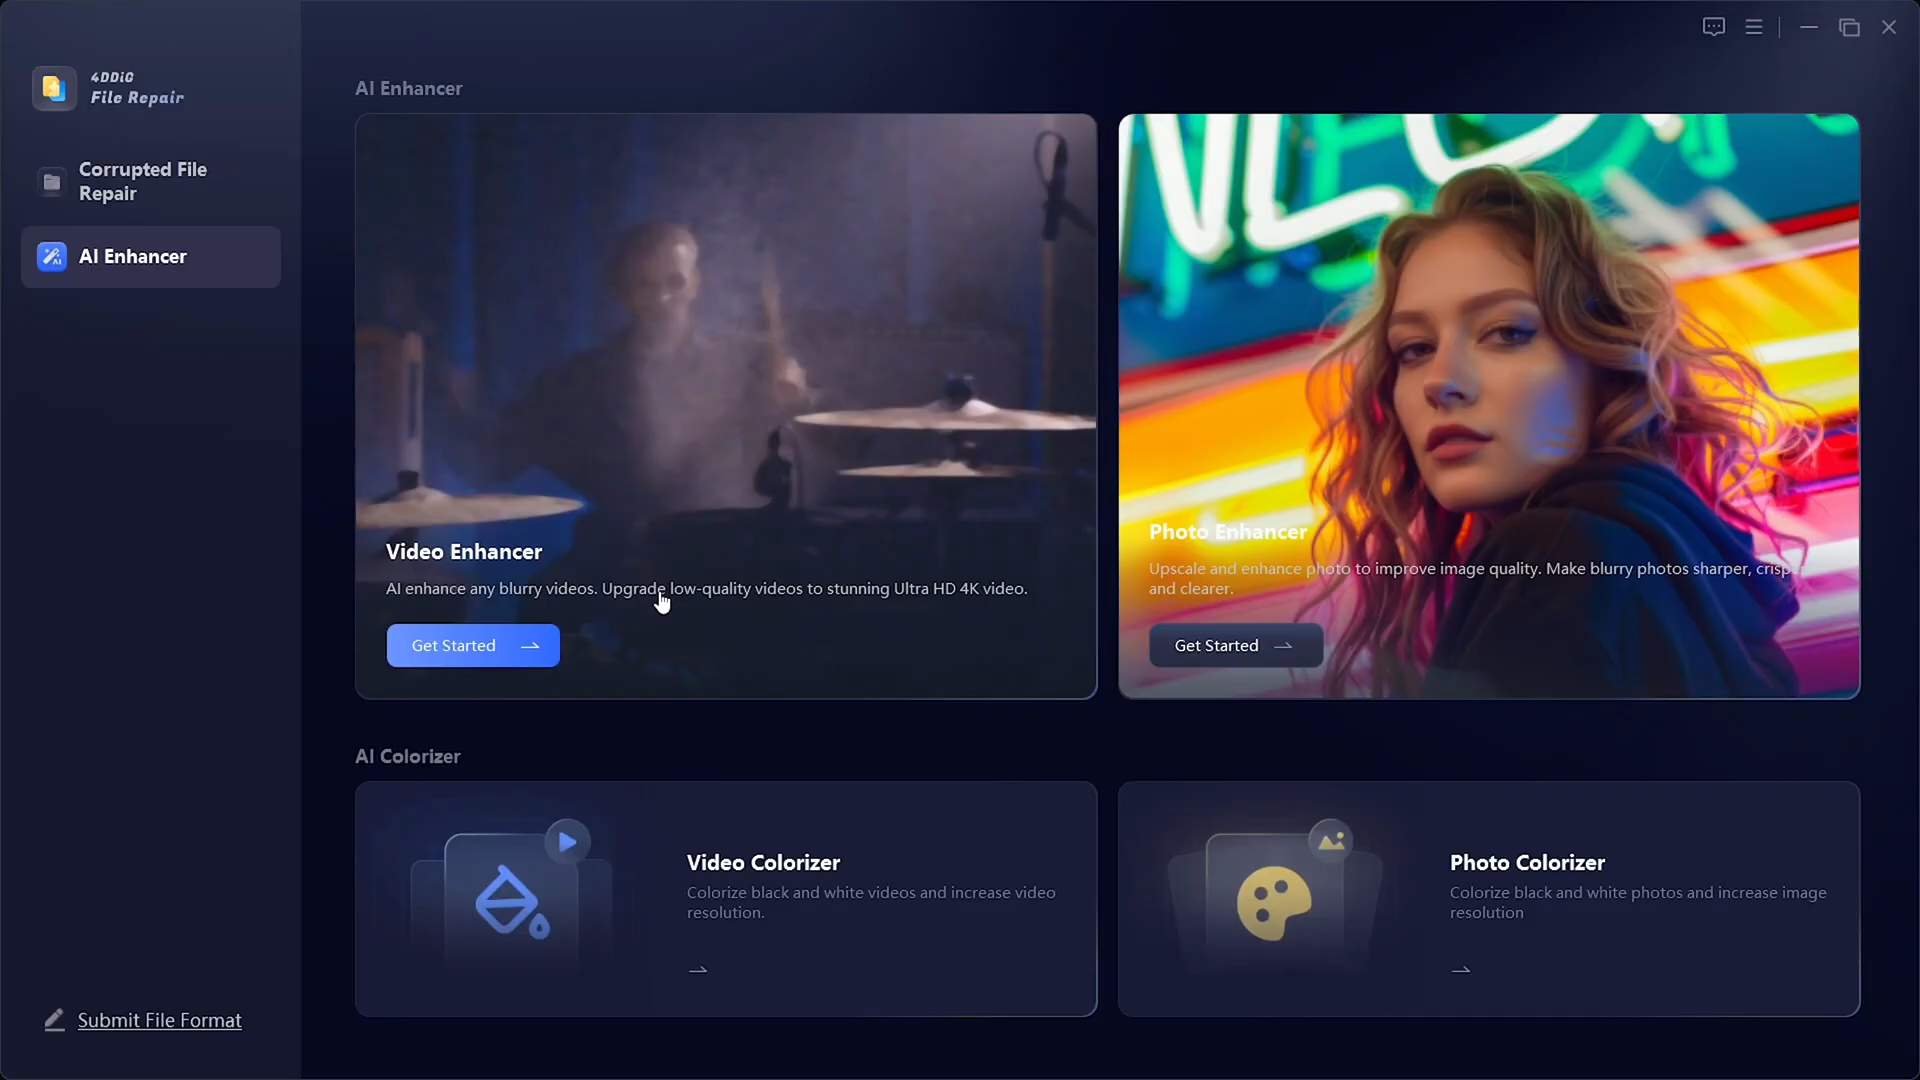 4DDiG
File Repair
Corrupted File
Repair
AI Enhancer
Submit File Format
AI Enhancer
Video Enhancer
AI enhance any blurry videos. Upgrade low-quality videos to stunning Ultra HD 4K video.
Get Started
Photo Enhancer
Upscale and enhance photo to improve image quality. Make blurry photos sharper, crisper
and clearer.
Get Started
AI Colorizer
Video Colorizer
Colorize black and white videos and increase video
resolution.
Photo Colorizer
Colorize black and white photos and increase image
resolution